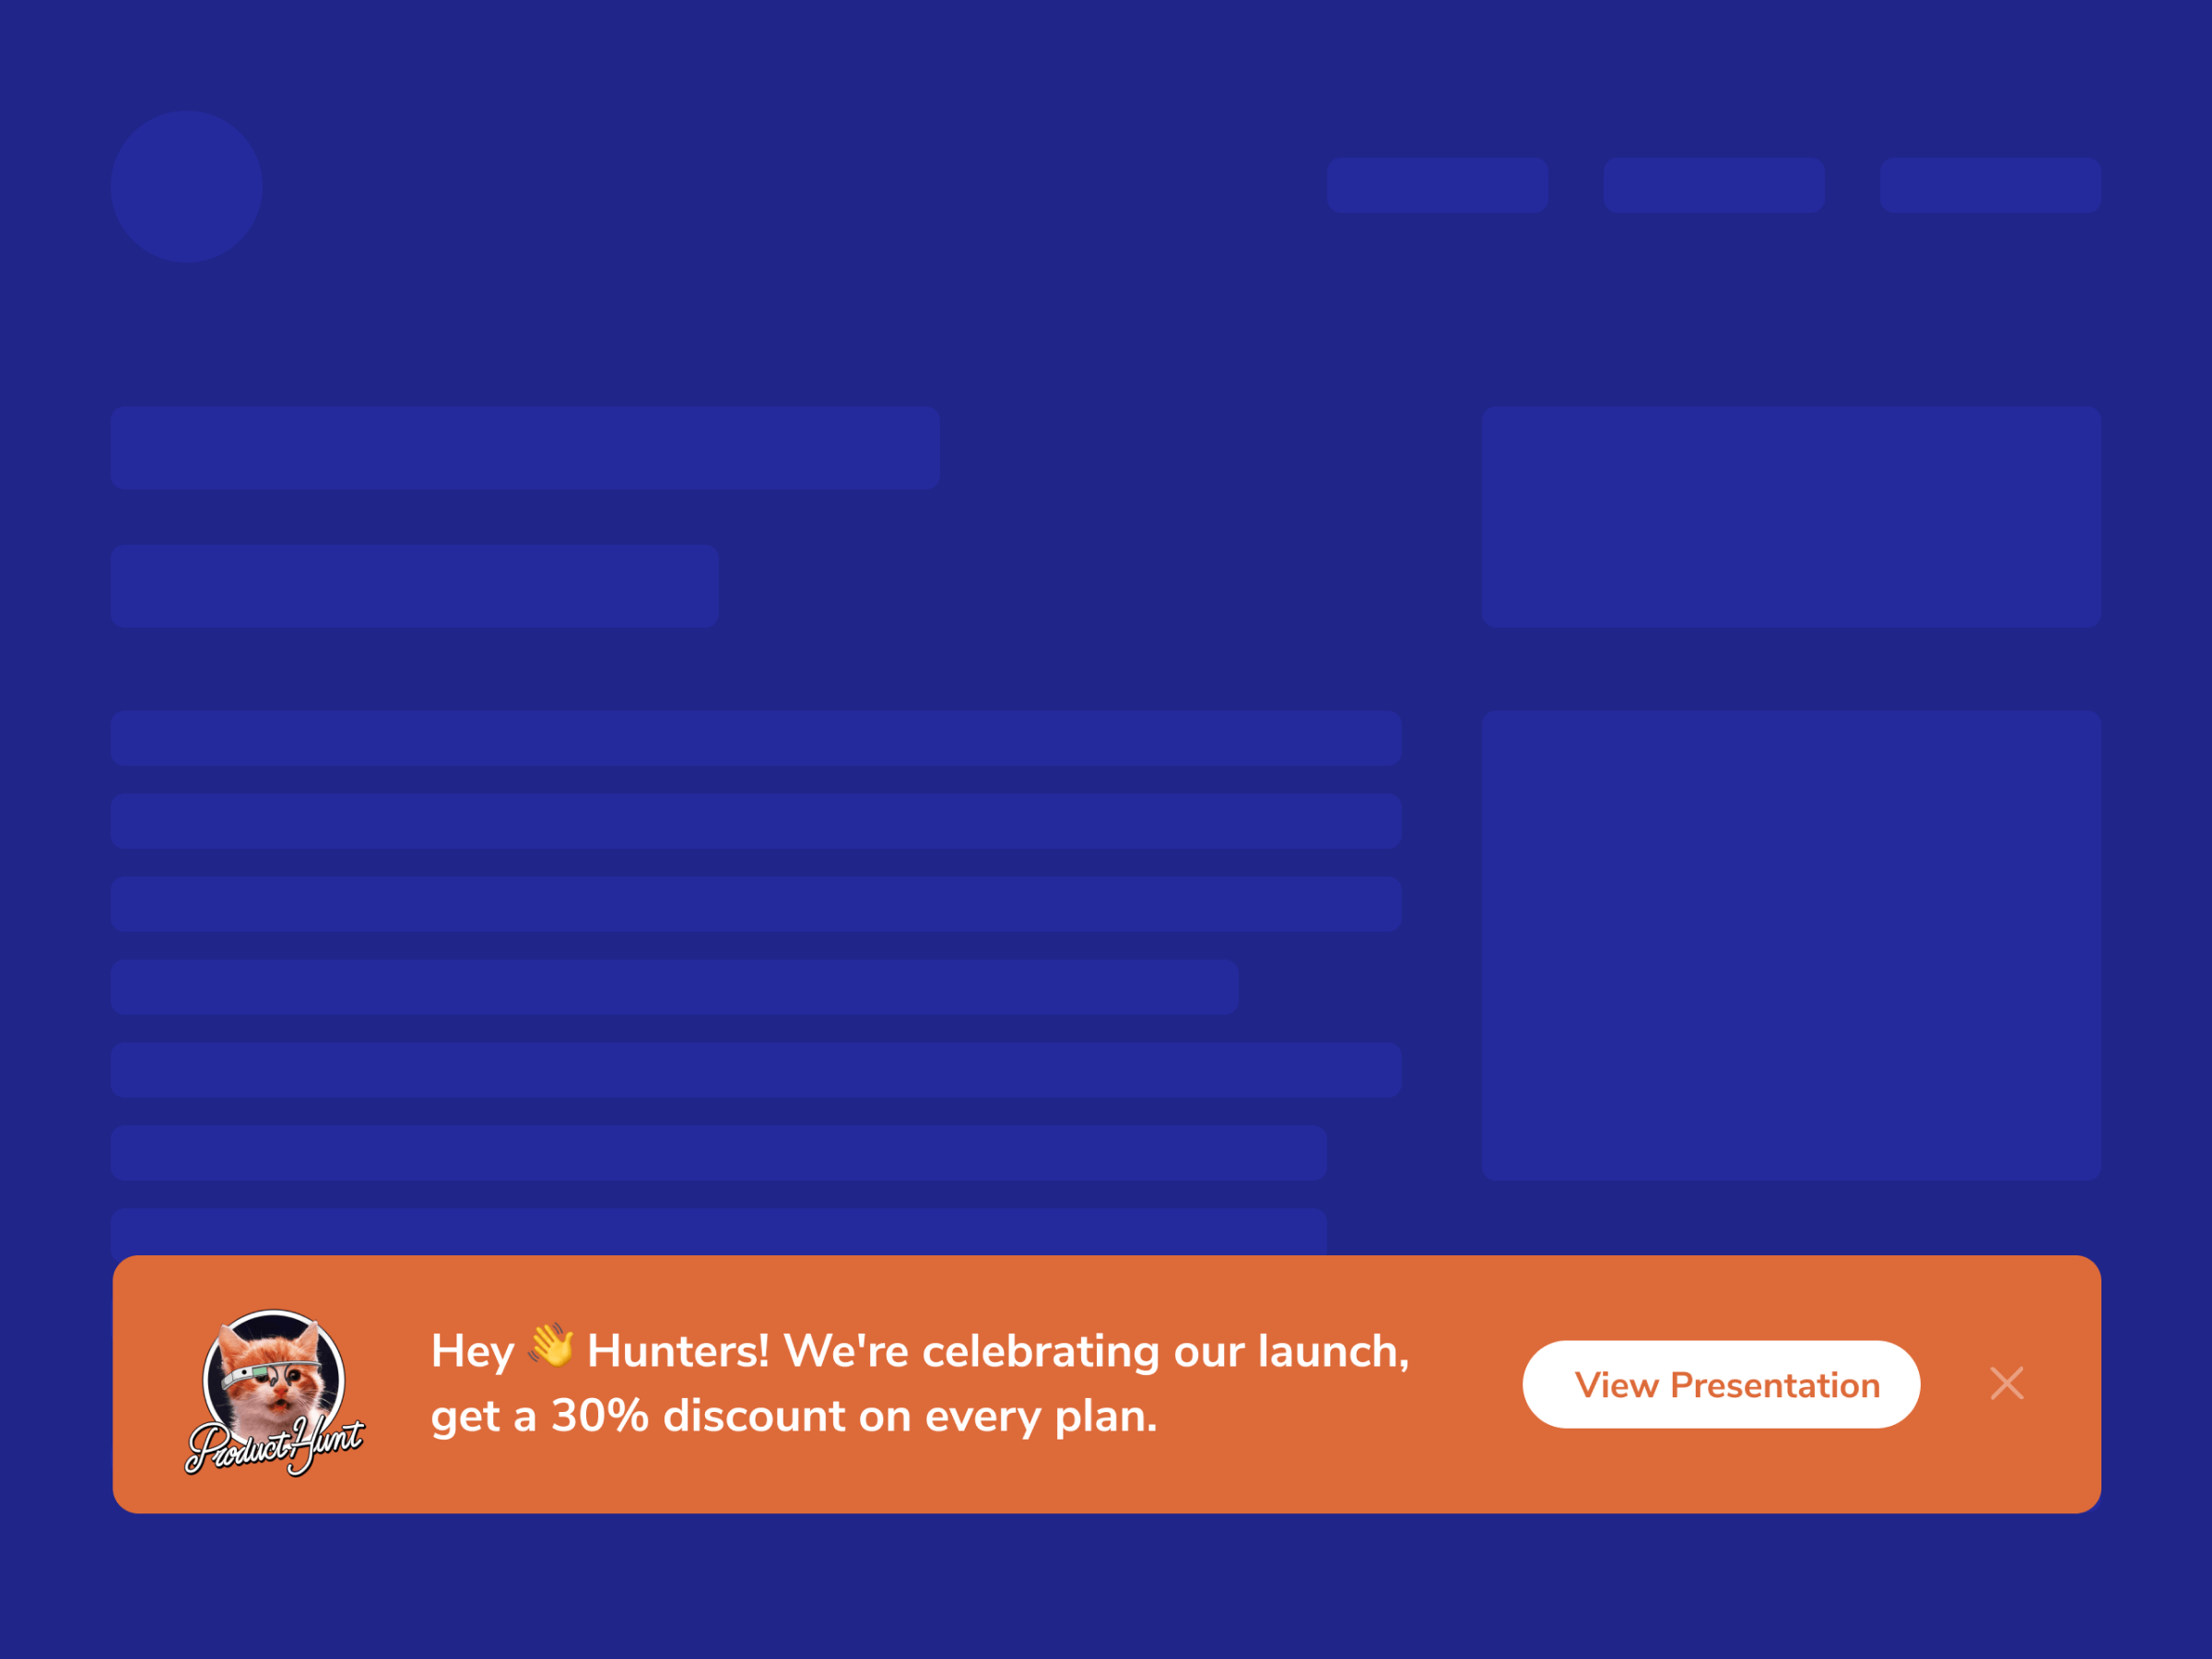 Product Hunt
Hey 👋 Hunters! We're celebrating our launch,
get a 30% discount on every plan.
View Presentation